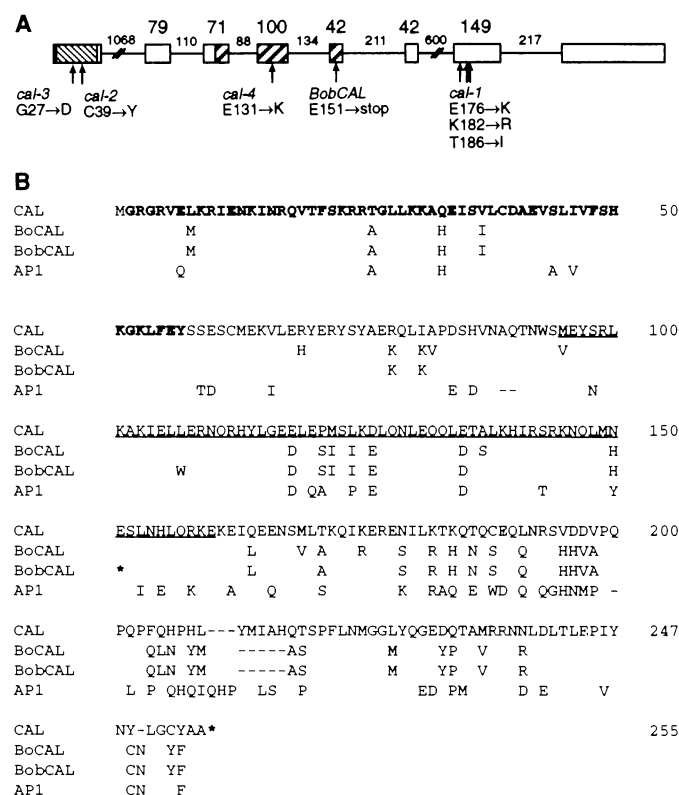 A
79 71 100 42 42 149
1068 110 88 134 211 600 217
cal-3 cal-2 cal-4 BobCAL cal-1
G27→D C39→Y E131→K E151→stop E176→K
K182→R
T186→I
B
CAL MGRGRVELKRIENKINRQVTFSKRRTGLLKKAQEISVLCDAEVSLIVFSH 50
BoCAL M A H I
BobCAL M A H I
AP1 Q A H A V
CAL KGKLFEYSSESCMEKVLERYERYSYAERQLIAPDSHVNAQTNWSMEYSRL 100
BoCAL H K KV V
BobCAL K K
AP1 TD I E D -- N
CAL KAKIELLERNQRHYLGEELEPMSLKDLQNLEQQLETALKHIRSRKNQLMN 150
BoCAL D SI I E D S H
BobCAL W D SI I E D H
AP1 D QA P E D T Y
CAL ESLNHLQRKEKEIQEENSMLTKQIKERENILKTKQTQCEQLNRSVDDVPQ 200
BoCAL L V A R S R H N S Q HHVA
BobCAL * L A S R H N S Q HHVA
AP1 I E K A Q S K RAQ E WD Q QGHNMP -
CAL PQPFQHPHL---YMIAHQTSPFLNMGGLYQGEDQTAMRRNNLDLTLEPIY 247
BoCAL QLN YM -----AS M YP V R
BobCAL QLN YM -----AS M YP V R
AP1 L P QHQIQHP LS P ED PM D E V
CAL NY-LGCYAA* 255
BoCAL CN YF
BobCAL CN YF
AP1 CN F